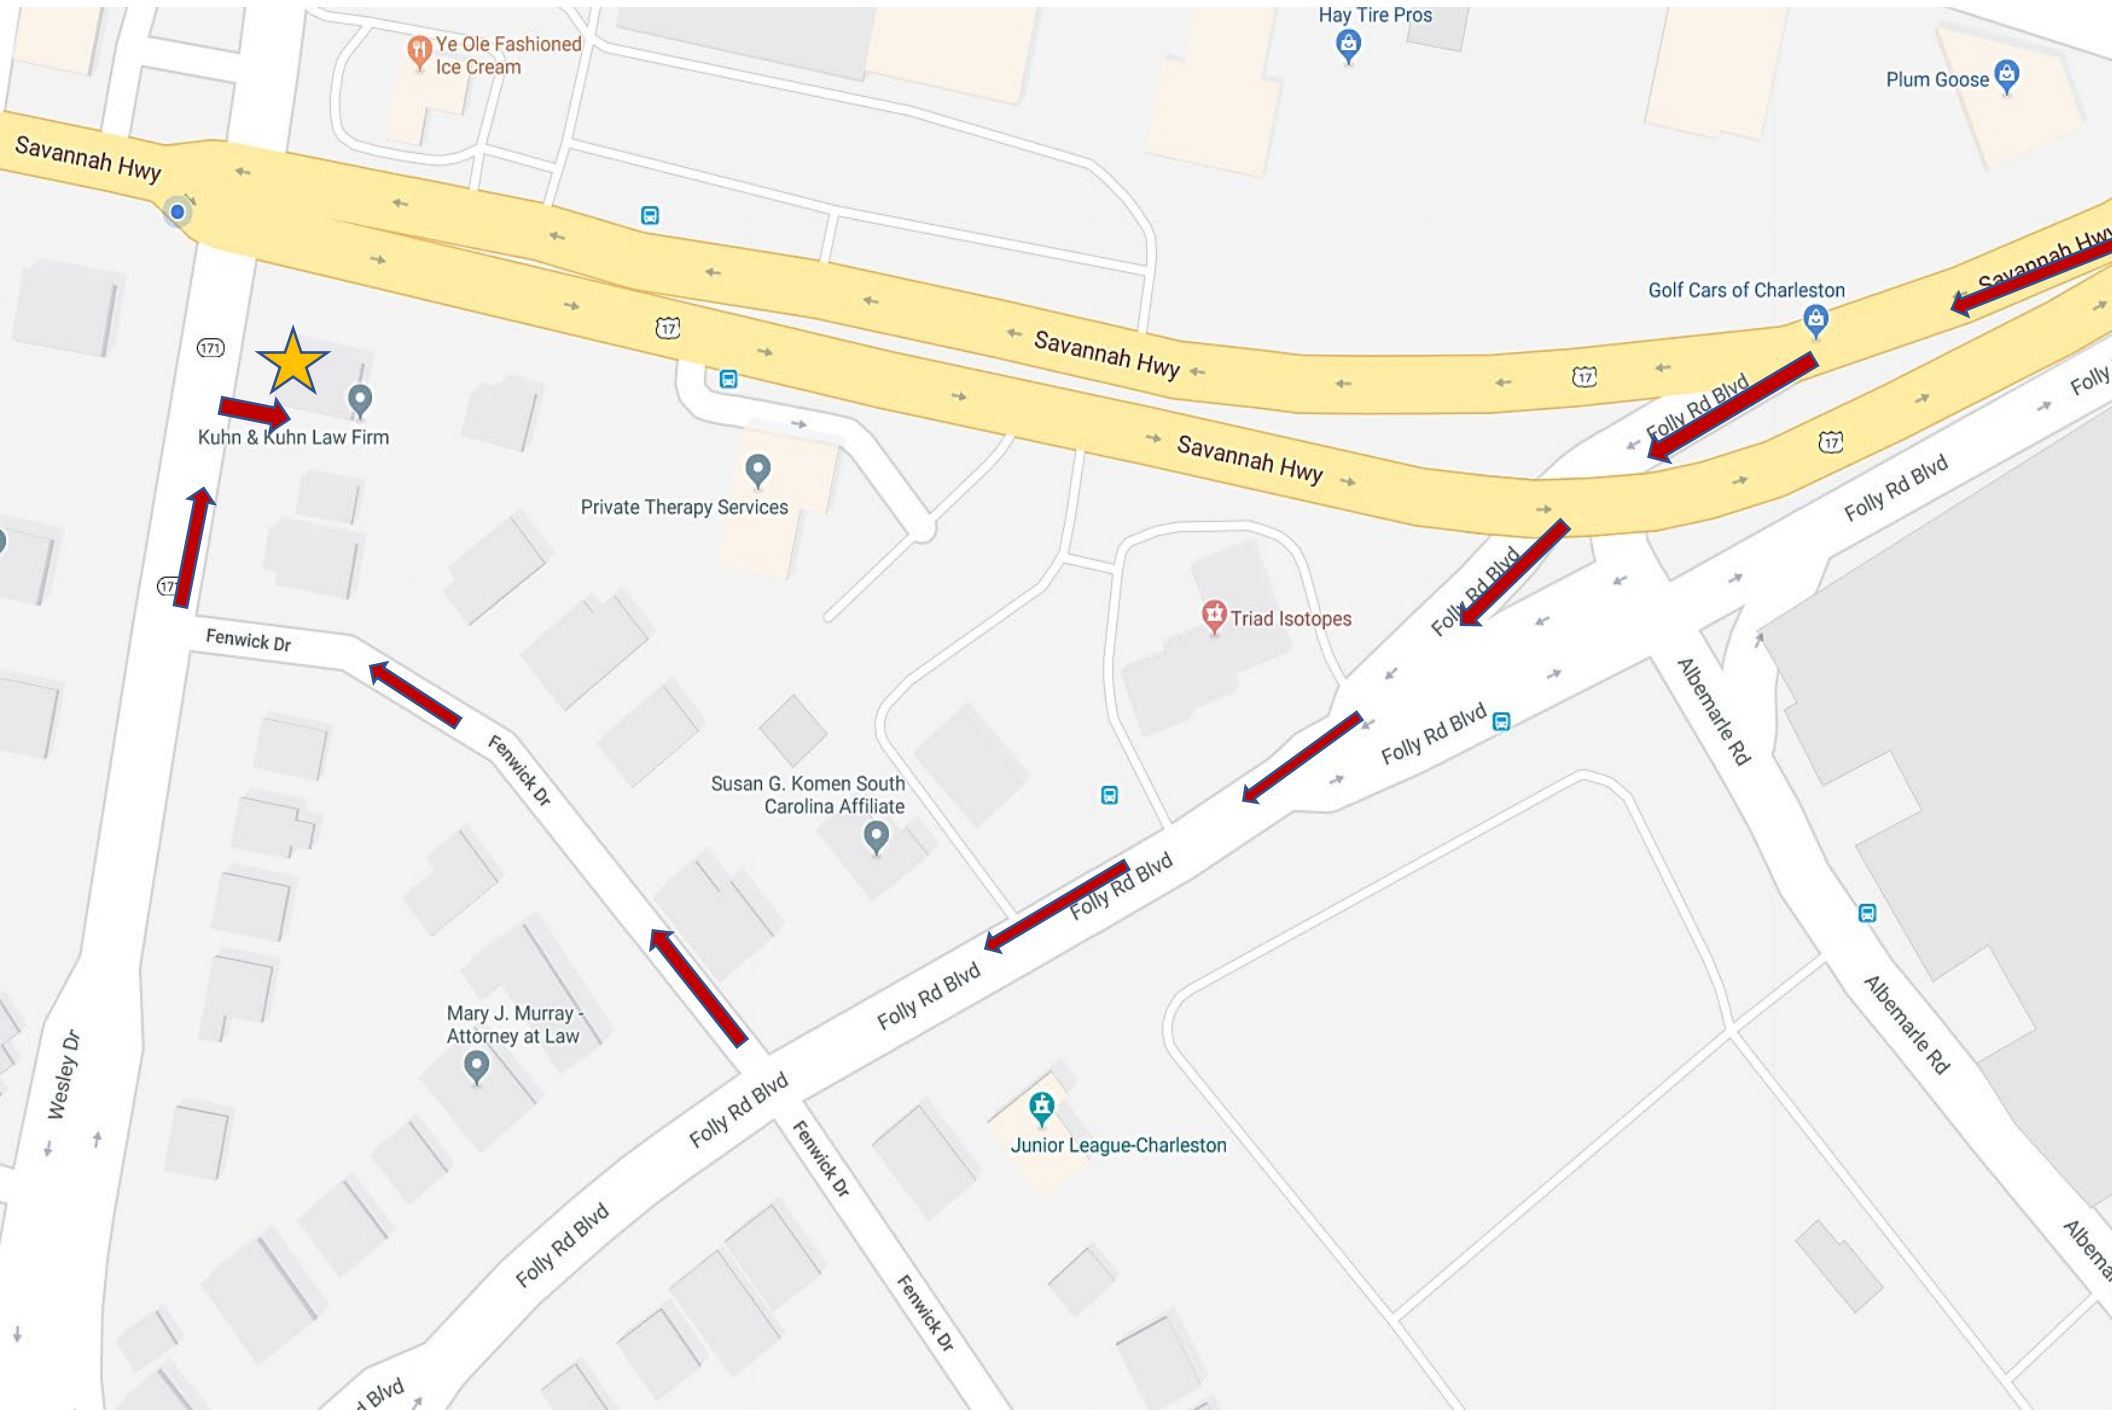 Hay Tire Pros
Ye Ole Fashioned
Ice Cream
Plum Goose
Savannah Hwy
Savannah Hwy
Golf Cars of Charleston
17
Savannah Hwy
171
17
Folly Rd Blvd
Folly
Kuhn & Kuhn Law Firm
Savannah Hwy
17
Folly Rd Blvd
Private Therapy Services
171
Folly Rd Blvd
Triad Isotopes
Fenwick Dr
Albemarle Rd
Folly Rd Blvd
Fenwick Dr
Susan G. Komen South
Carolina Affiliate
Folly Rd Blvd
Folly Rd Blvd
Mary J. Murray -
Attorney at Law
Albemarle Rd
Wesley Dr
Folly Rd Blvd
Junior League-Charleston
Fenwick Dr
Folly Rd Blvd
Albema
Fenwick Dr
d Blvd